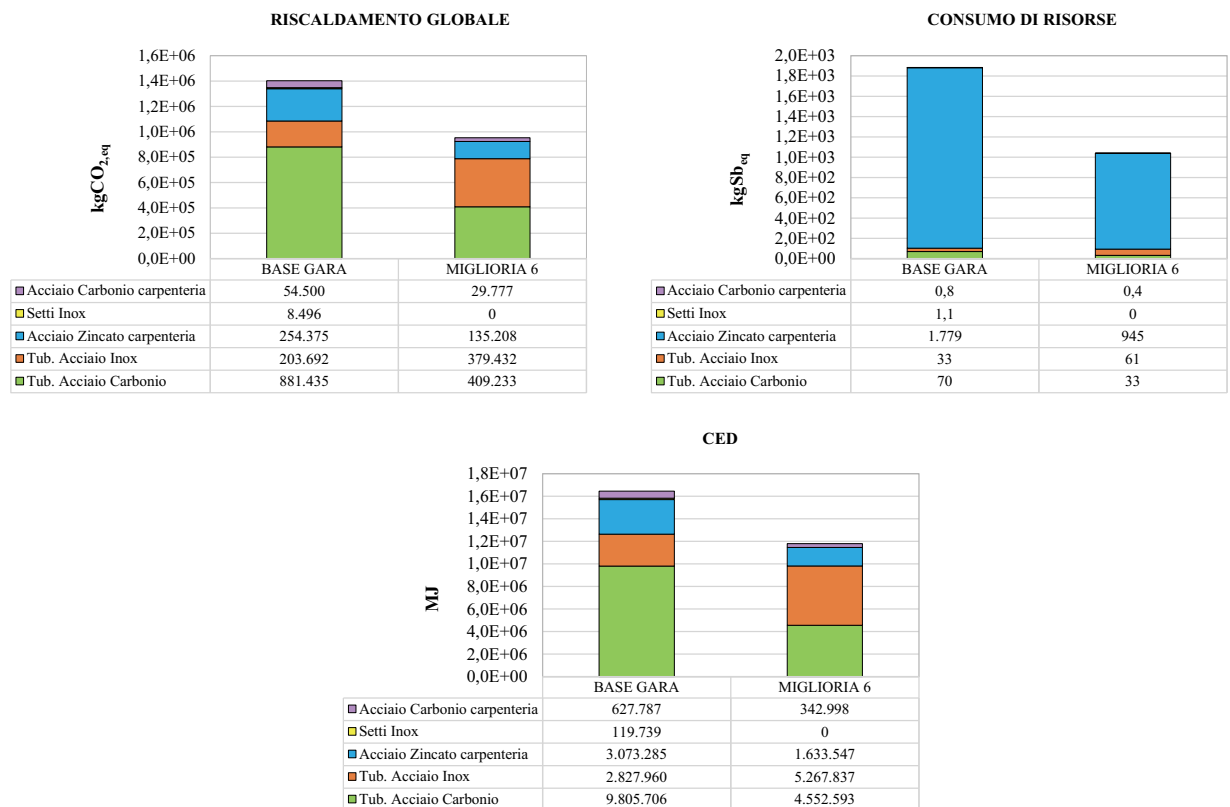 RISCALDAMENTO GLOBALE
kgCO2,eq
1,6E+06
1,4E+06
1,2E+06
1,0E+06
8,0E+05
6,0E+05
4,0E+05
2,0E+05
0,0E+00
BASE GARA MIGLIORIA 6
Acciaio Carbonio carpenteria 54.500 29.777
Setti Inox 8.496 0
Acciaio Zincato carpenteria 254.375 135.208
Tub. Acciaio Inox 203.692 379.432
Tub. Acciaio Carbonio 881.435 409.233
CONSUMO DI RISORSE
kgSbeq
2,0E+03
1,8E+03
1,6E+03
1,4E+03
1,2E+03
1,0E+03
8,0E+02
6,0E+02
4,0E+02
2,0E+02
0,0E+00
BASE GARA MIGLIORIA 6
Acciaio Carbonio carpenteria 0,8 0,4
Setti Inox 1,1 0
Acciaio Zincato carpenteria 1.779 945
Tub. Acciaio Inox 33 61
Tub. Acciaio Carbonio 70 33
CED
MJ
1,8E+07
1,6E+07
1,4E+07
1,2E+07
1,0E+07
8,0E+06
6,0E+06
4,0E+06
2,0E+06
0,0E+00
BASE GARA MIGLIORIA 6
Acciaio Carbonio carpenteria 627.787 342.998
Setti Inox 119.739 0
Acciaio Zincato carpenteria 3.073.285 1.633.547
Tub. Acciaio Inox 2.827.960 5.267.837
Tub. Acciaio Carbonio 9.805.706 4.552.593